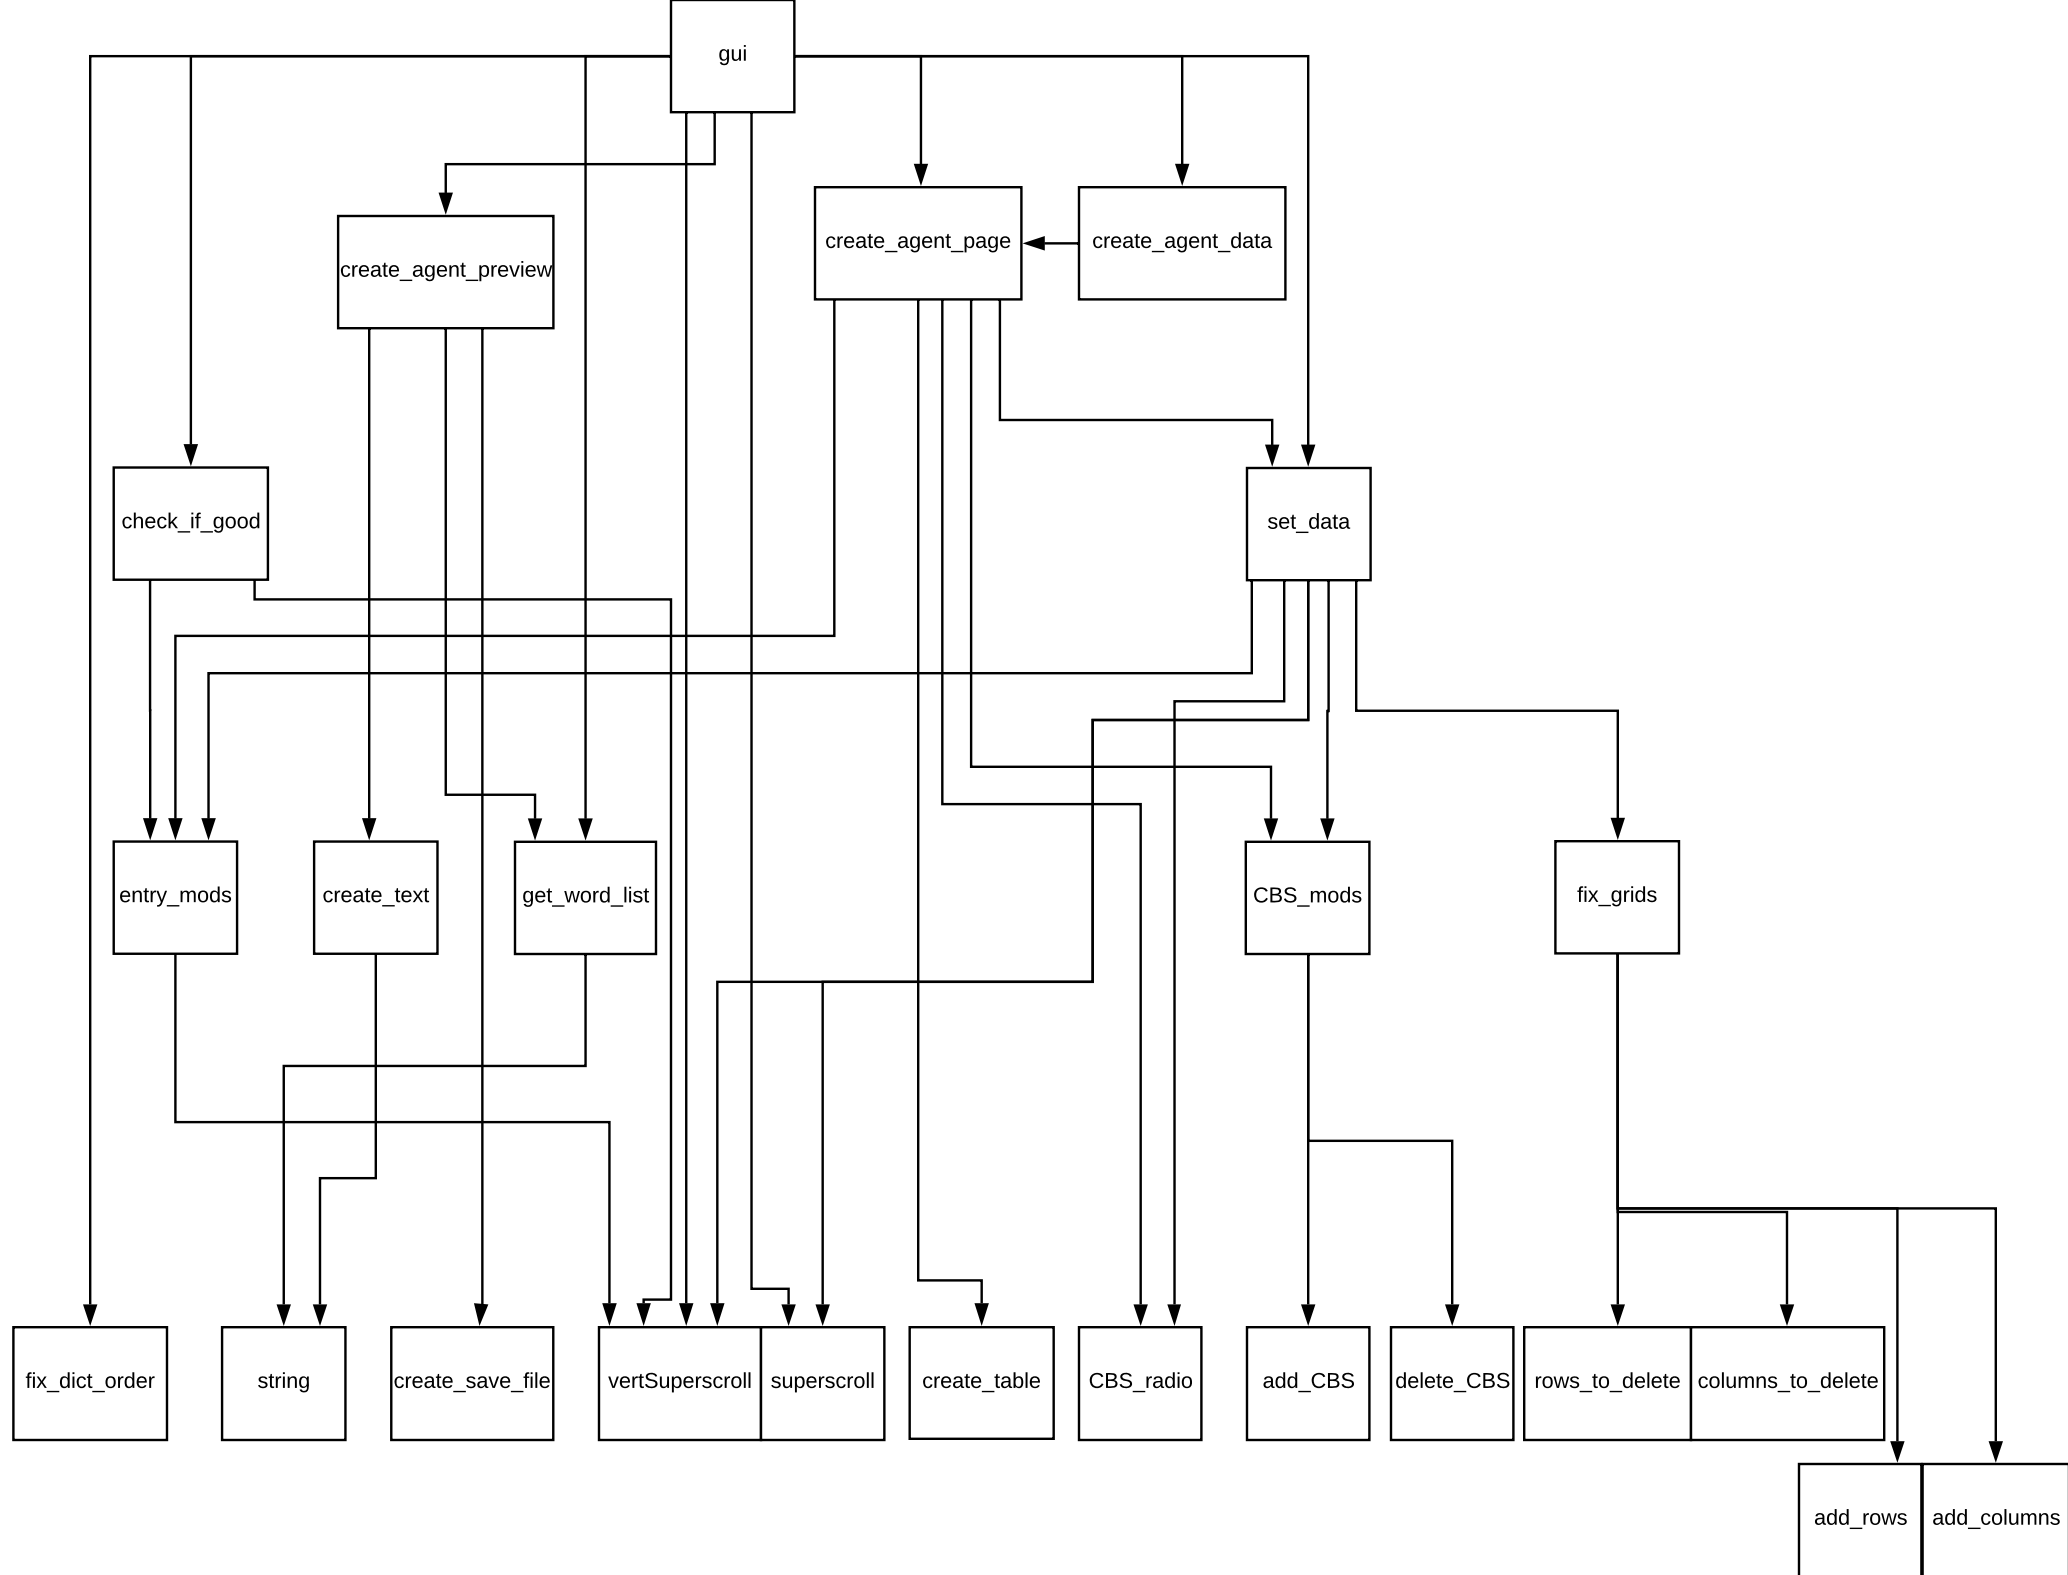 gui
create_agent_page
create_agent_data
create_agent_preview
check_if_good
set_data
entry_mods
create_text
get_word_list
CBS_mods
fix_grids
fix_dict_order
string
create_save_file
vertSuperscroll
superscroll
create_table
CBS_radio
add_CBS
delete_CBS
rows_to_delete
columns_to_delete
add_rows
add_columns